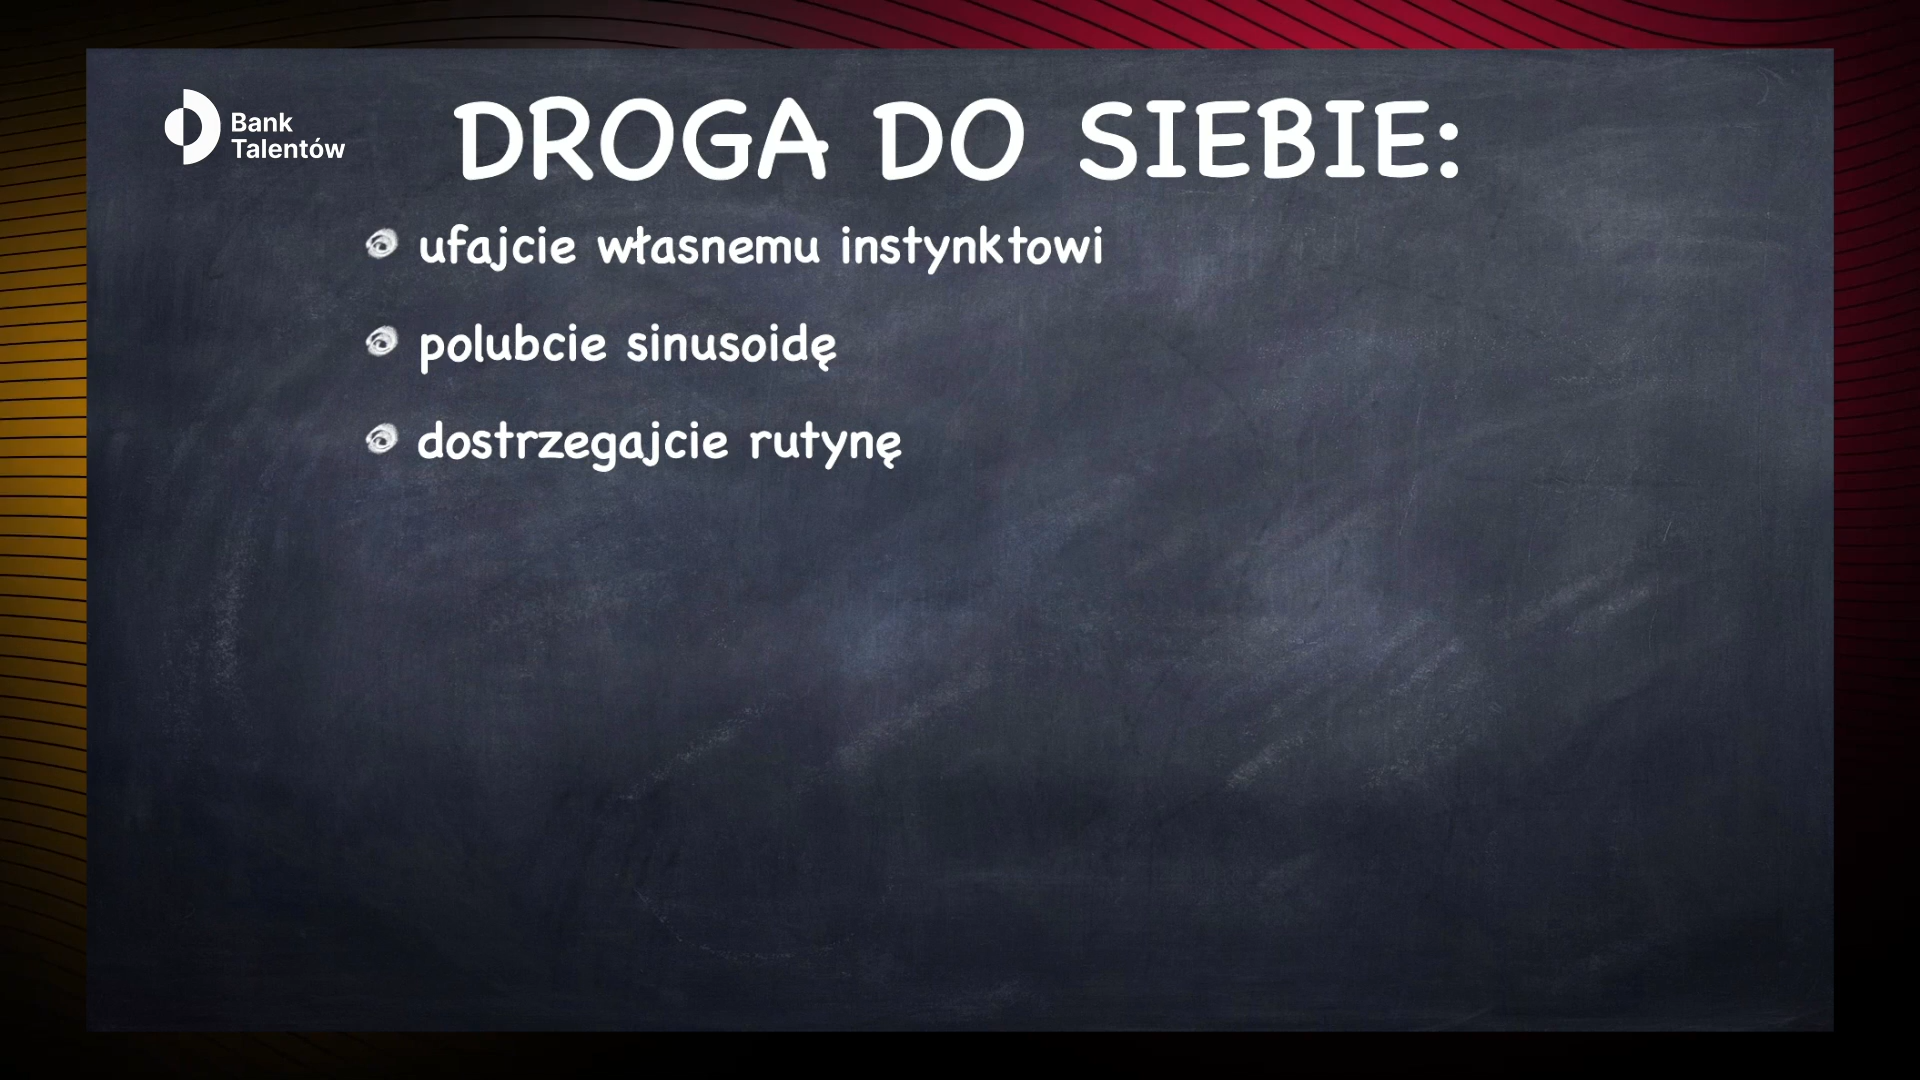 Bank
Talentów
DROGA DO SIEBIE:
ufajcie własnemu instynktowi
polubcie sinusoidę
dostrzegajcie rutynę